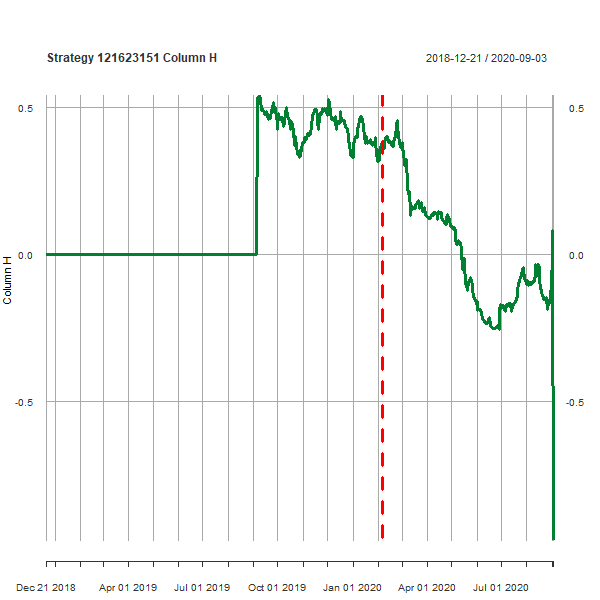 Strategy 121623151 Column H
2018-12-21 / 2020-09-03
0.5
0.5
0.0
0.0
-0.5
-0.5
Column H
Dec 21 2018
Apr 01 2019
Jul 01 2019
Oct 01 2019
Jan 01 2020
Apr 01 2020
Jul 01 2020